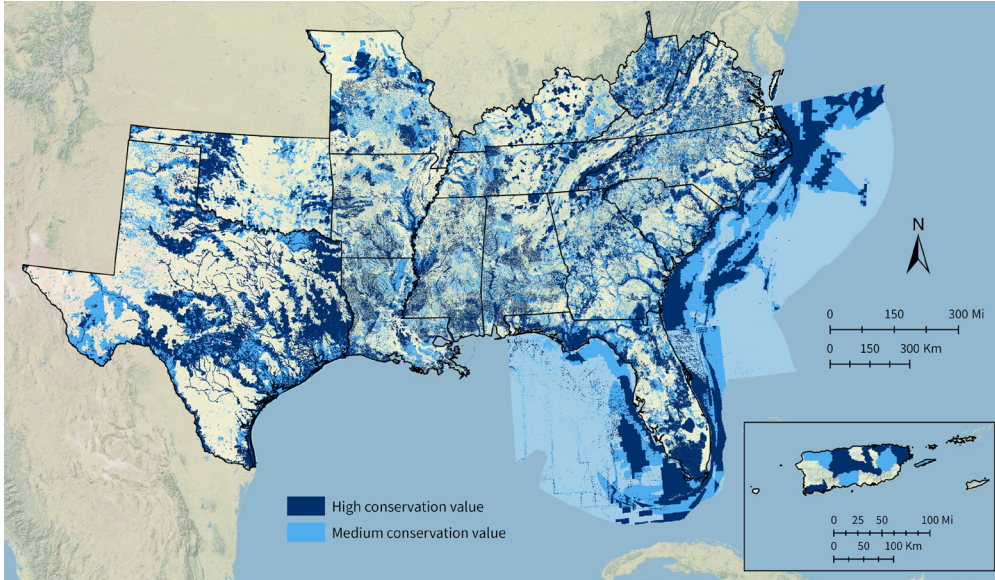 N
0 150 300 Mi
0 150 300 Km
High conservation value
Medium conservation value
0 25 50 100 Mi
0 50 100 Km